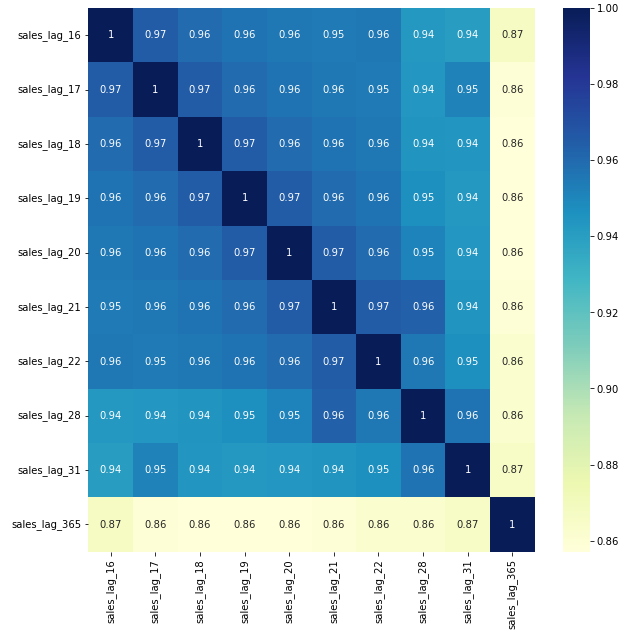 sales_lag_16 1 0.97 0.96 0.96 0.96 0.95 0.96 0.94 0.94 0.87
sales_lag_17 0.97 1 0.97 0.96 0.96 0.96 0.95 0.94 0.95 0.86
sales_lag_18 0.96 0.97 1 0.97 0.96 0.96 0.96 0.94 0.94 0.86
sales_lag_19 0.96 0.96 0.97 1 0.97 0.96 0.96 0.95 0.94 0.86
sales_lag_20 0.96 0.96 0.96 0.97 1 0.97 0.96 0.95 0.94 0.86
sales_lag_21 0.95 0.96 0.96 0.96 0.97 1 0.97 0.96 0.94 0.86
sales_lag_22 0.96 0.95 0.96 0.96 0.96 0.97 1 0.96 0.95 0.86
sales_lag_28 0.94 0.94 0.94 0.95 0.95 0.96 0.96 1 0.96 0.86
sales_lag_31 0.94 0.95 0.94 0.94 0.94 0.94 0.95 0.96 1 0.87
sales_lag_365 0.87 0.86 0.86 0.86 0.86 0.86 0.86 0.86 0.87 1
sales_lag_16
sales_lag_17
sales_lag_18
sales_lag_19
sales_lag_20
sales_lag_21
sales_lag_22
sales_lag_28
sales_lag_31
sales_lag_365
1.00
0.98
0.96
0.94
0.92
0.90
0.88
0.86